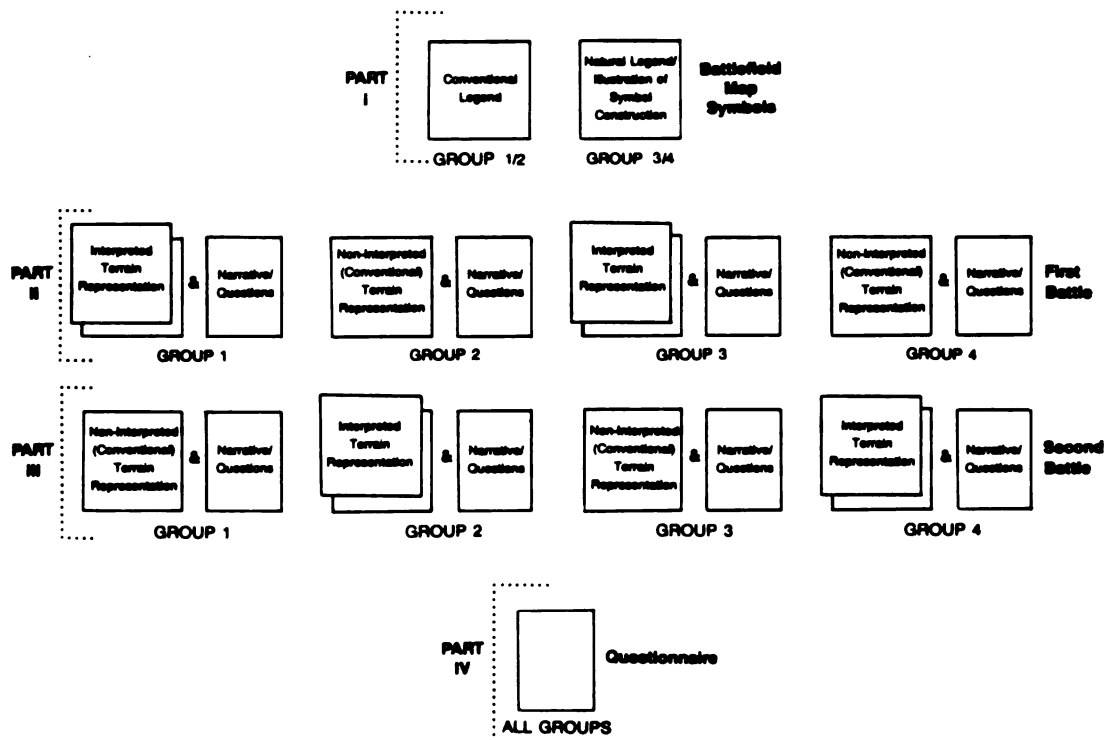 PART
I
Conventional
Legend
GROUP 1/2
Natural Legend/
Illustration of
Symbol
Construction
GROUP 3/4
Battlefield
Map
Symbols
PART
II
Interpreted
Terrain
Representation
&
Narrative/
Questions
GROUP 1
Non-Interpreted
(Conventional)
Terrain
Representation
&
Narrative/
Questions
GROUP 2
Interpreted
Terrain
Representation
&
Narrative/
Questions
GROUP 3
Non-Interpreted
(Conventional)
Terrain
Representation
&
Narrative/
Questions
GROUP 4
First
Battle
PART
III
Non-Interpreted
(Conventional)
Terrain
Representation
&
Narrative/
Questions
GROUP 1
Interpreted
Terrain
Representation
&
Narrative/
Questions
GROUP 2
Non-Interpreted
(Conventional)
Terrain
Representation
&
Narrative/
Questions
GROUP 3
Interpreted
Terrain
Representation
&
Narrative/
Questions
GROUP 4
Second
Battle
PART
IV
Questionnaire
ALL GROUPS